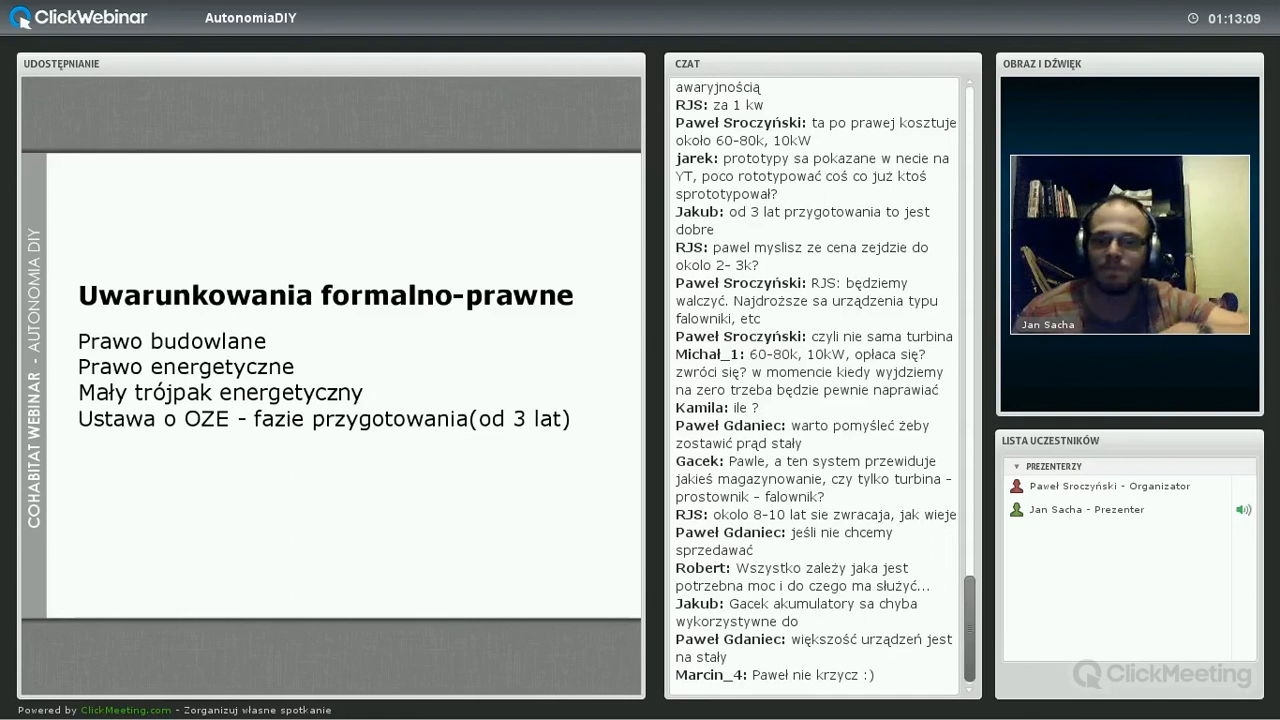 ClickWebinar
AutonomiaDIY
01:13:09
UDOSTĘPNIANIE
COHABITAT WEBINAR - AUTONOMIA DIY
Uwarunkowania formalno-prawne
Prawo budowlane
Prawo energetyczne
Mały trójpak energetyczny
Ustawa o OZE - fazie przygotowania(od 3 lat)
CZAT
awaryjnością
RJS: za 1 kw
Paweł Sroczyński: ta po prawej kosztuje
około 60-80k, 10kW
jarek: prototypy sa pokazane w necie na
YT, poco rototypować coś co już ktoś
sprototypował?
Jakub: od 3 lat przygotowania to jest
dobre
RJS: pawel myslisz ze cena zejdzie do
okolo 2- 3k?
Paweł Sroczyński: RJS: będziemy
walczyć. Najdroższe sa urządzenia typu
falowniki, etc
Paweł Sroczyński: czyli nie sama turbina
Michał_1: 60-80k, 10kW, opłaca się?
zwróci się? w momencie kiedy wyjdziemy
na zero trzeba będzie pewnie naprawiać
Kamila: ile ?
Paweł Gdaniec: warto pomyśleć żeby
zostawić prąd stały
Gacek: Pawle, a ten system przewiduje
jakieś magazynowanie, czy tylko turbina -
prostownik - falownik?
RJS: okolo 8-10 lat sie zwracaja, jak wieje
Paweł Gdaniec: jeśli nie chcemy
sprzedawać
Robert: Wszystko zależy jaka jest
potrzebna moc i do czego ma służyć...
Jakub: Gacek akumulatory sa chyba
wykorzystywne do
Paweł Gdaniec: większość urządzeń jest
na stały
Marcin_4: Paweł nie krzycz :)
OBRAZ I DŹWIĘK
Jan Sacha
LISTA UCZESTNIKÓW
PREZENTERZY
Paweł Sroczyński - Organizator
Jan Sacha - Prezenter
ClickMeeting
Powered by ClickMeeting.com - Zorganizuj własne spotkanie